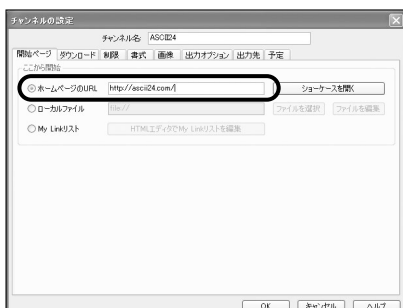 チャンネルの設定
チャンネル名: ASCII24
開始ページ ダウンロード 制限 書式 画像 出力オプション 出力先 予定
ここから開始
ホームページのURL http://ascii24.com/ ショーケースを開く
ローカルファイル file:// ファイルを選択 ファイルを編集
My Linkリスト HTMLエディタでMy Linkリストを編集
OK キャンセル ヘルプ